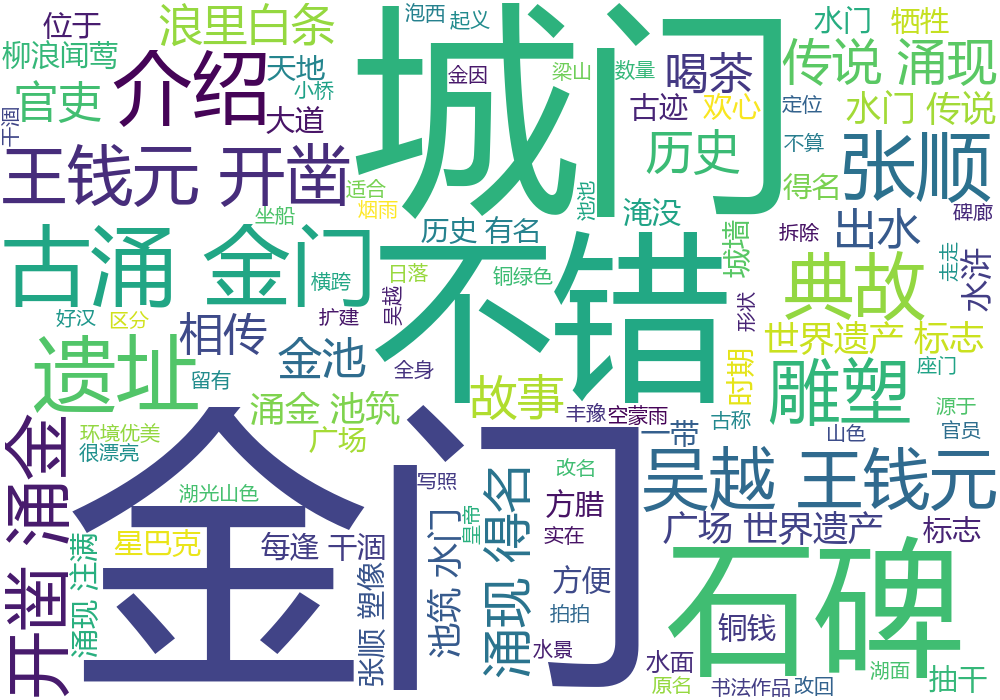 泡西
起义
位于
浪里白条
城门
水门
牺牲
柳浪闻莺
介绍
天地
金因
梁山
数量
喝茶
传说 涌现
官吏
小桥
大道
古迹
欢心
定位
水门 传说
干涸
历史
不算
张顺
王钱元 开凿
适合
得名
坐船
烟雨
池池
淹没
碑廊
古涌 金门
历史 有名
城墙
拆除
出水
走走
水浒
横跨
日落
铜绿色
不错
典故
好汉
区分
扩建
吴越
形状
相传
世界遗产 标志
遗址
金池
全身
时期
雕塑
座门
留有
故事
涌金 池筑
丰豫
空蒙雨
古称
源于
官员
环境优美
广场
一带
山色
很漂亮
金门
写照
改名
吴越 王钱元
开凿 涌金
湖光山色
皇帝
涌现 得名
方腊
广场 世界遗产
标志
星巴克
每逢 干涸
池筑 水门
实在
石碑
涌现 注满
张顺 塑像
方便
拍拍
铜钱
水景
水面
湖面
抽干
原名
书法作品
改回